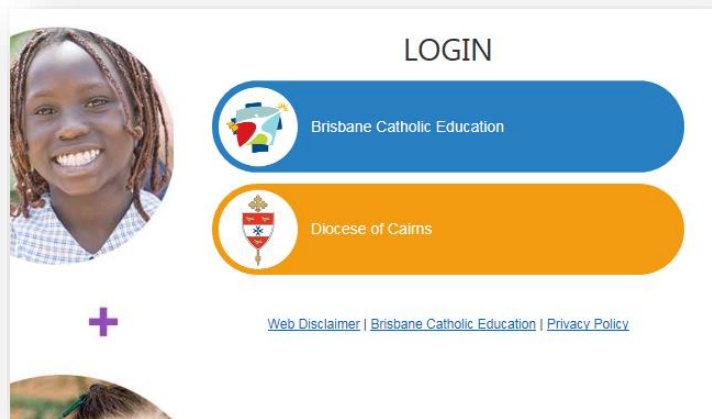 LOGIN
Brisbane Catholic Education
Diocese of Cairns
Web Disclaimer | Brisbane Catholic Education | Privacy Policy